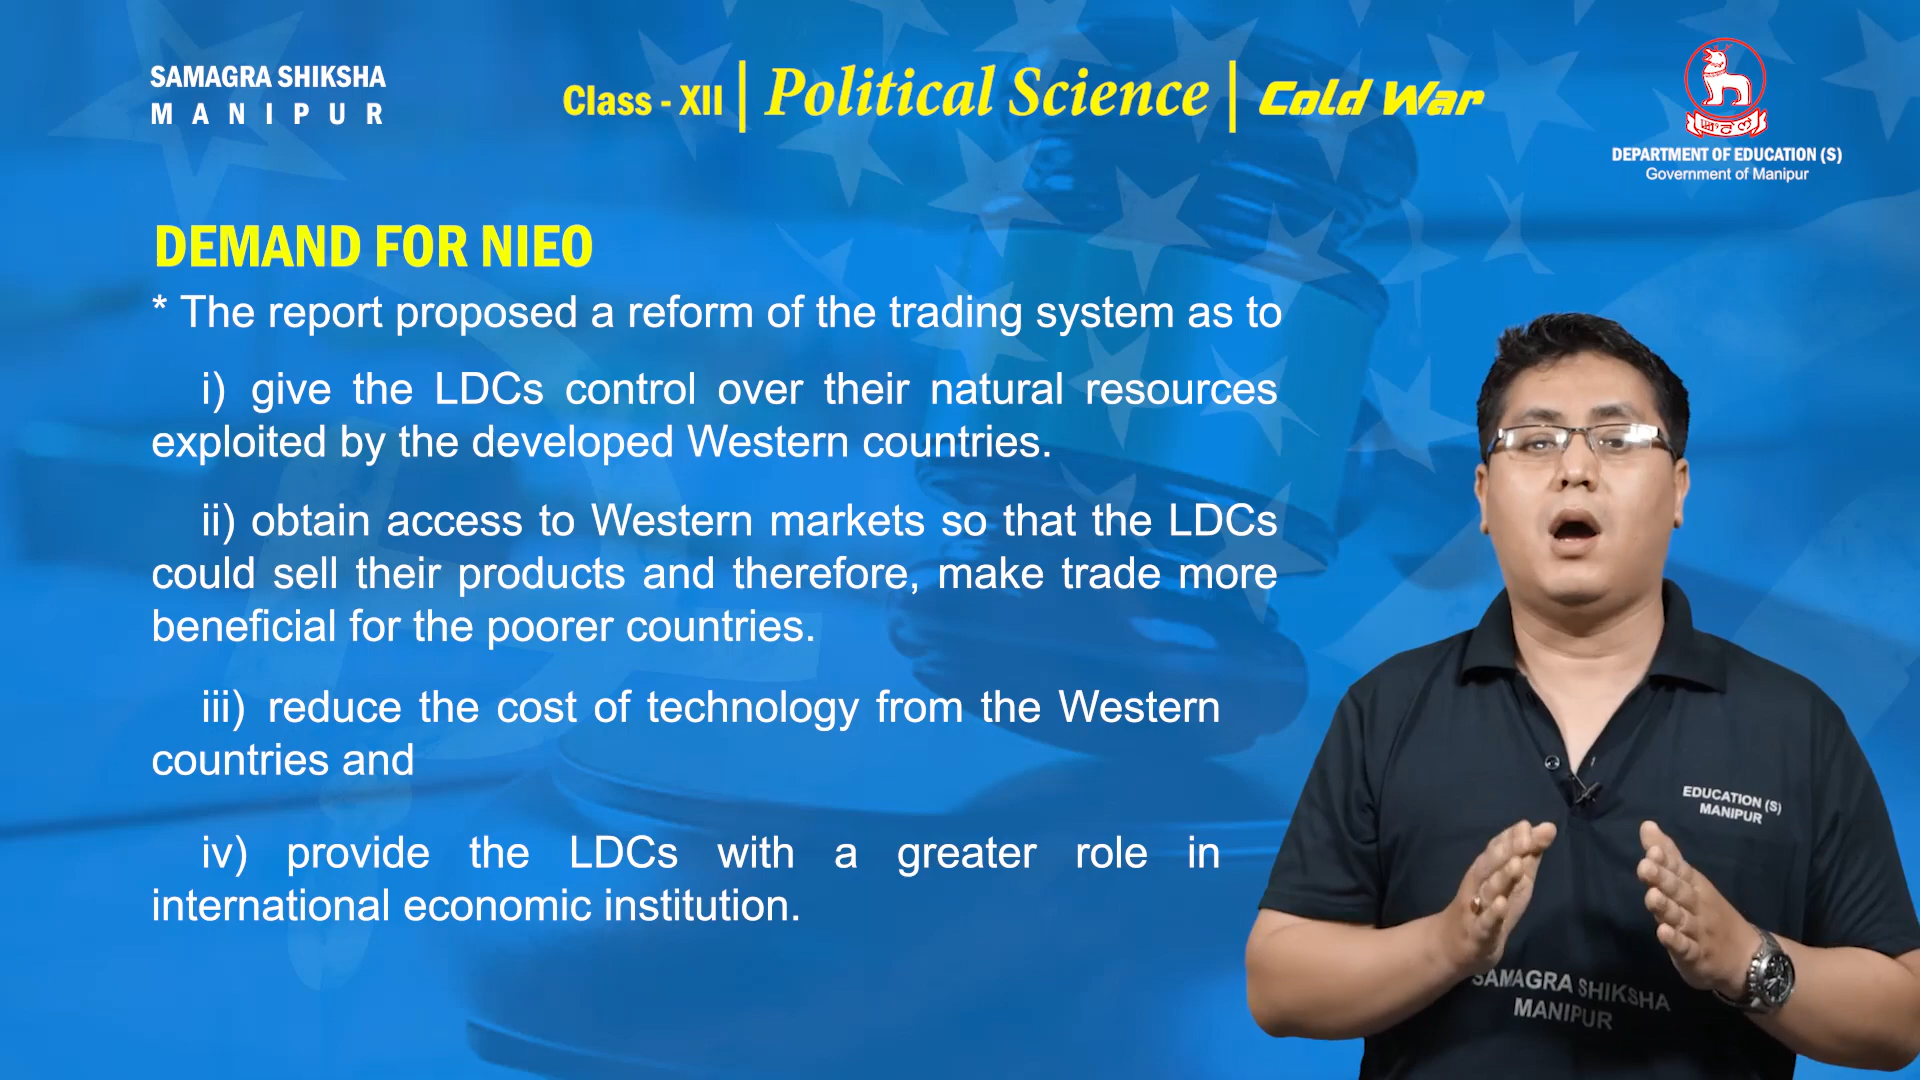 SAMAGRA SHIKSHA
MANIPUR
Class - XII | Political Science | Cold War
DEPARTMENT OF EDUCATION (S)
Government of Manipur
DEMAND FOR NIEO
* The report proposed a reform of the trading system as to
i) give the LDCs control over their natural resources
exploited by the developed Western countries.
ii) obtain access to Western markets so that the LDCs
could sell their products and therefore, make trade more
beneficial for the poorer countries.
iii) reduce the cost of technology from the Western
countries and
iv) provide the LDCs with a greater role in
international economic institution.
EDUCATION (S)
MANIPUR
SAMAGRA SHIKSHA
MANIPUR